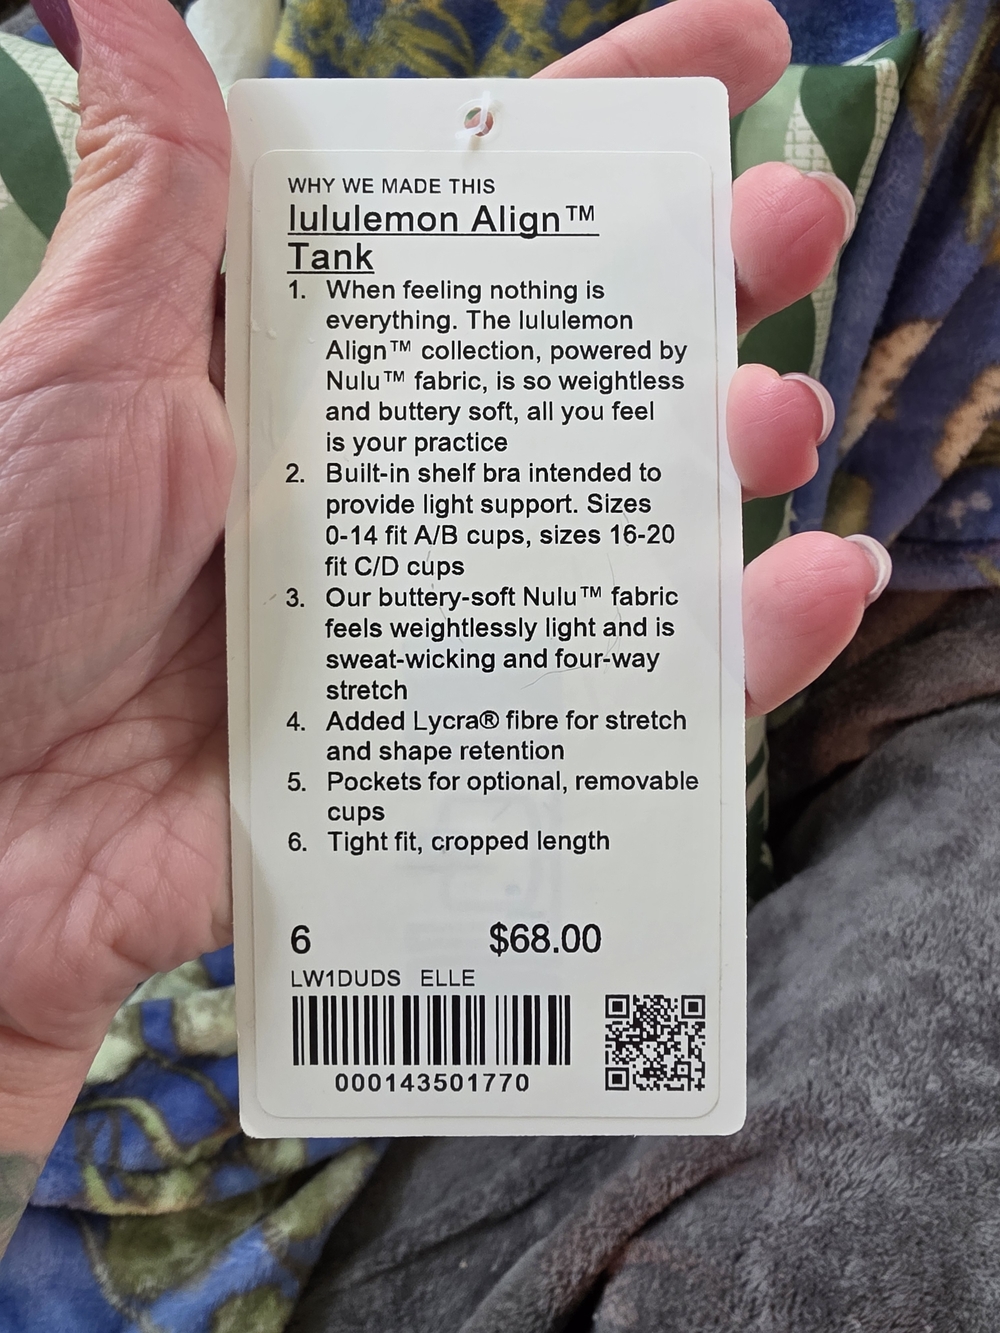 WHY WE MADE THIS
lululemon Align™
Tank
1. When feeling nothing is
everything. The lululemon
Align™ collection, powered by
Nulu™ fabric, is so weightless
and buttery soft, all you feel
is your practice
2. Built-in shelf bra intended to
provide light support. Sizes
0-14 fit A/B cups, sizes 16-20
fit C/D cups
3. Our buttery-soft Nulu™ fabric
feels weightlessly light and is
sweat-wicking and four-way
stretch
4. Added Lycra® fibre for stretch
and shape retention
5. Pockets for optional, removable
cups
6. Tight fit, cropped length
6 $68.00
LW1DUDS ELLE
000143501770